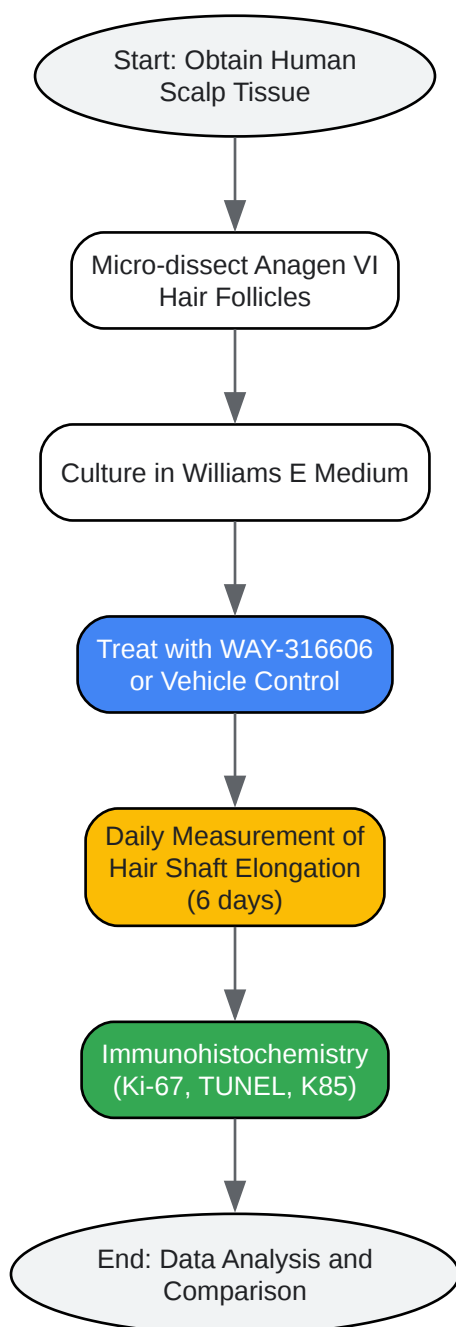 Start: Obtain Human
Scalp Tissue
Micro-dissect Anagen VI
Hair Follicles
Culture in Williams E Medium
Treat with WAY-316606
or Vehicle Control
Daily Measurement of
Hair Shaft Elongation
(6 days)
Immunohistochemistry
(Ki-67, TUNEL, K85)
End: Data Analysis and
Comparison